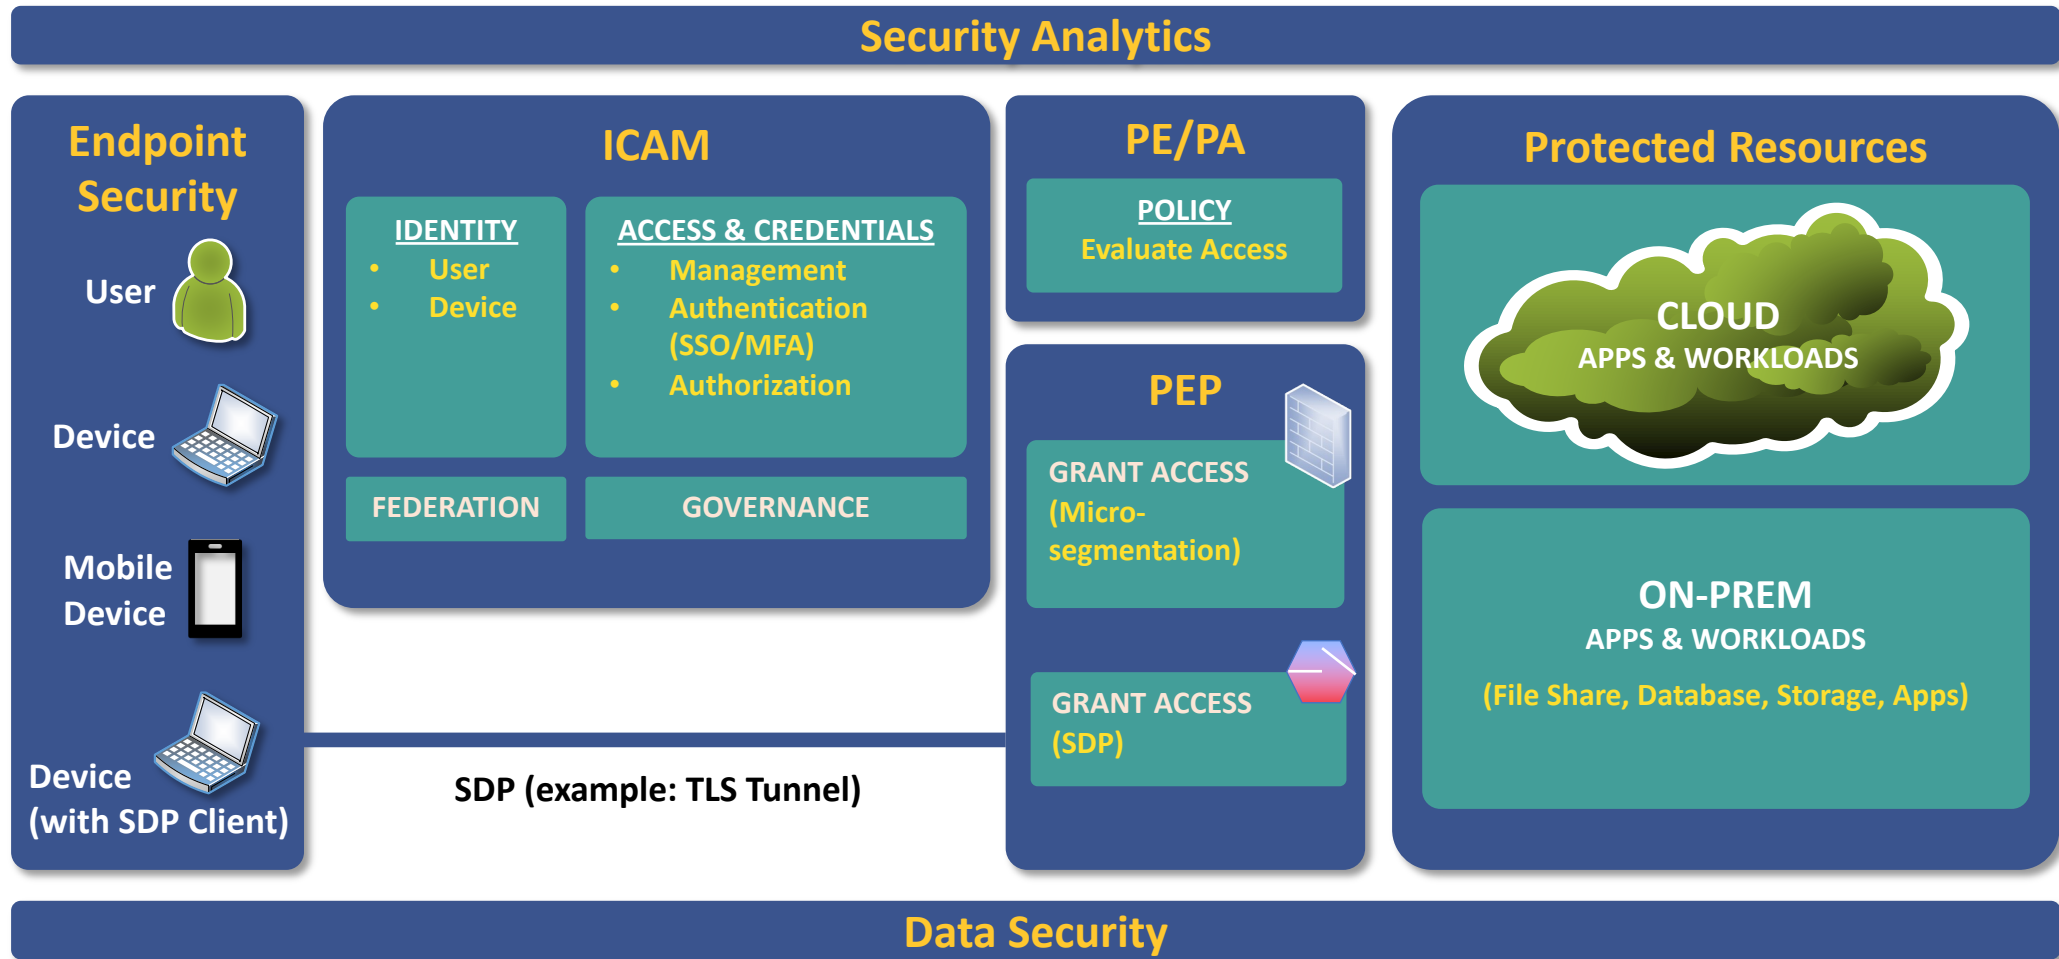 Security Analytics
Endpoint
Security
User
Device
Mobile
Device
Device
(with SDP Client)
ICAM
IDENTITY
• User
• Device
ACCESS & CREDENTIALS
• Management
• Authentication
(SSO/MFA)
• Authorization
FEDERATION
GOVERNANCE
SDP (example: TLS Tunnel)
PE/PA
POLICY
Evaluate Access
PEP
GRANT ACCESS
(Micro-
segmentation)
GRANT ACCESS
(SDP)
Protected Resources
CLOUD
APPS & WORKLOADS
ON-PREM
APPS & WORKLOADS
(File Share, Database, Storage, Apps)
Data Security